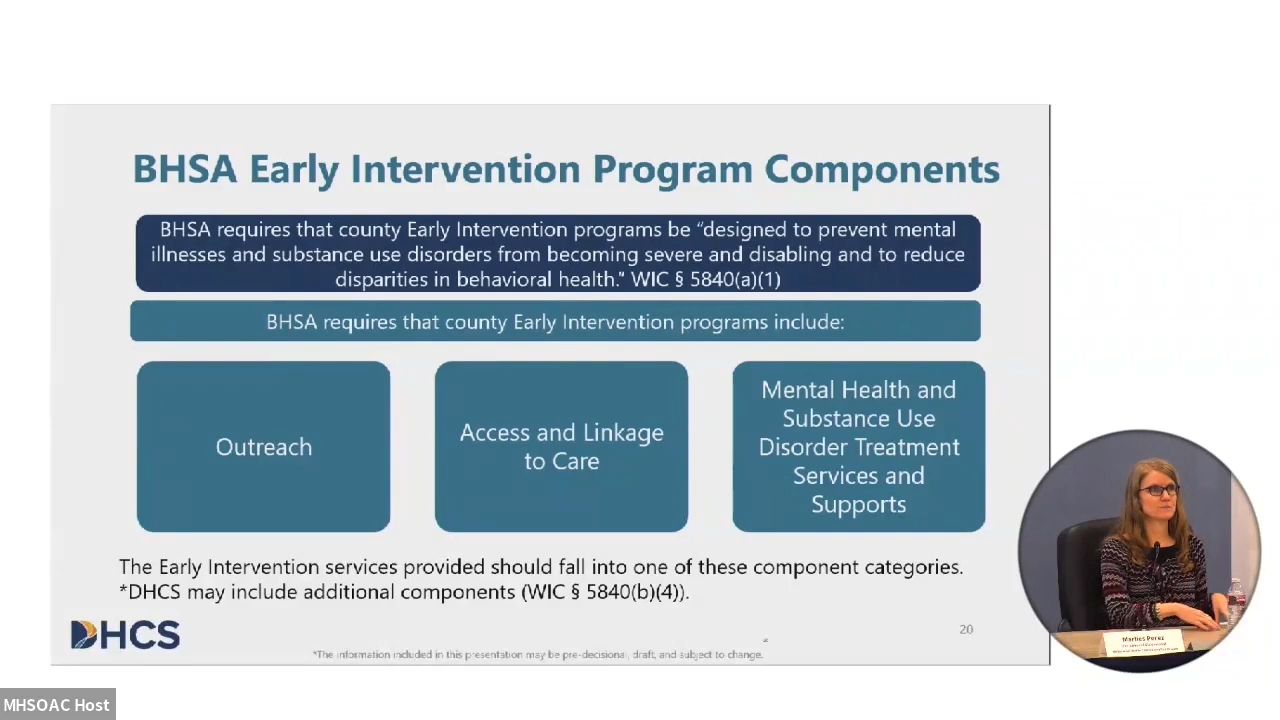 BHSA Early Intervention Program Components
BHSA requires that county Early Intervention programs be “designed to prevent mental
illnesses and substance use disorders from becoming severe and disabling and to reduce
disparities in behavioral health.” WIC § 5840(a)(1)
BHSA requires that county Early Intervention programs include:
Outreach
Access and Linkage
to Care
Mental Health and
Substance Use
Disorder Treatment
Services and
Supports
The Early Intervention services provided should fall into one of these component categories.
*DHCS may include additional components (WIC § 5840(b)(4)).
DHCS
20
*The information included in this presentation may be pre-decisional, draft, and subject to change.
Marlies Perez
MHSOAC Host